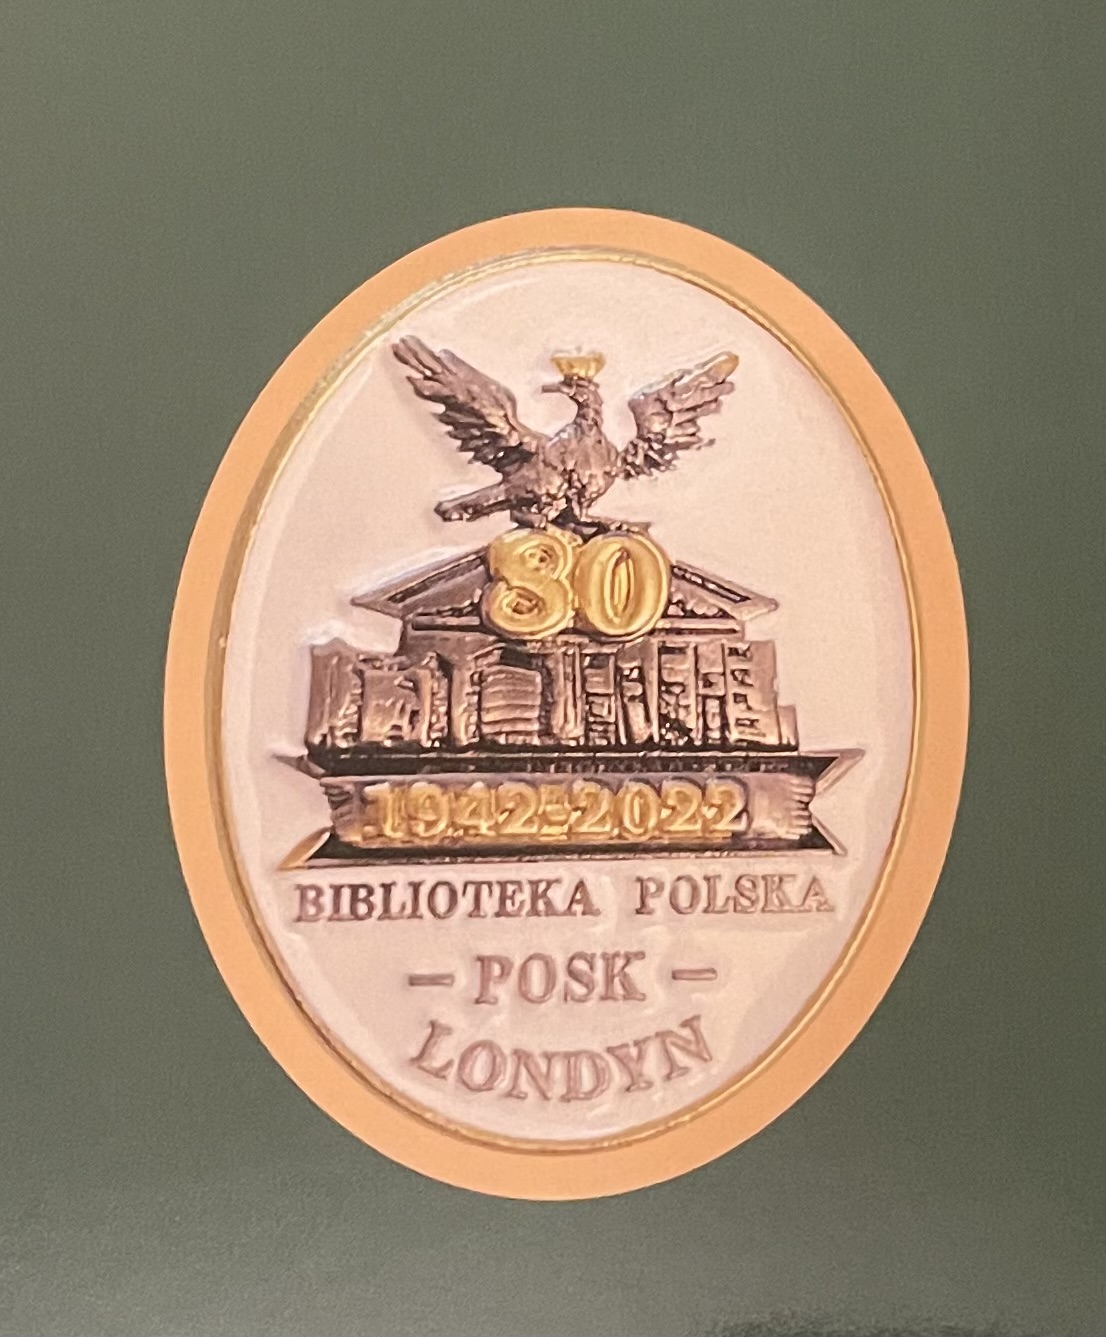 80
1942-2022
BIBLIOTEKA POLSKA
- POSK -
LONDYN